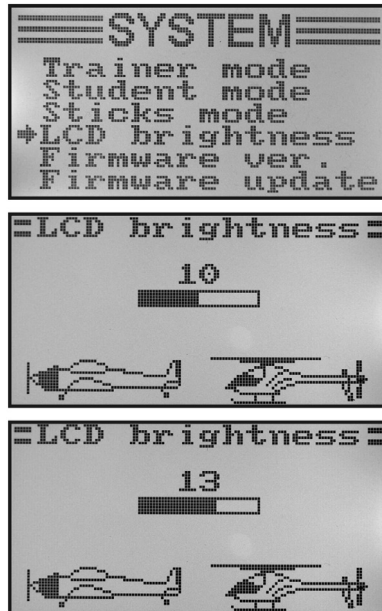 SYSTEM
Trainer mode
Student mode
Sticks mode
LCD brightness
Firmware ver.
Firmware update
LCD brightness
10
LCD brightness
13